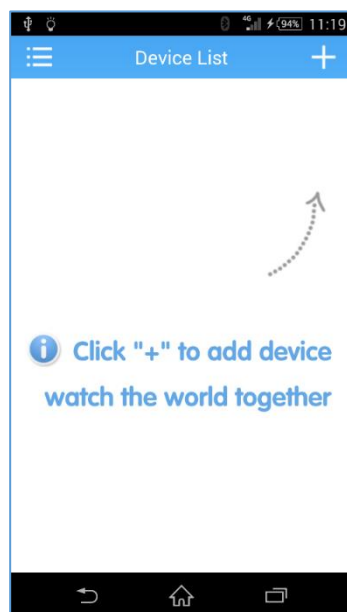 4G 94% 11:19
Device List
Click "+" to add device
watch the world together